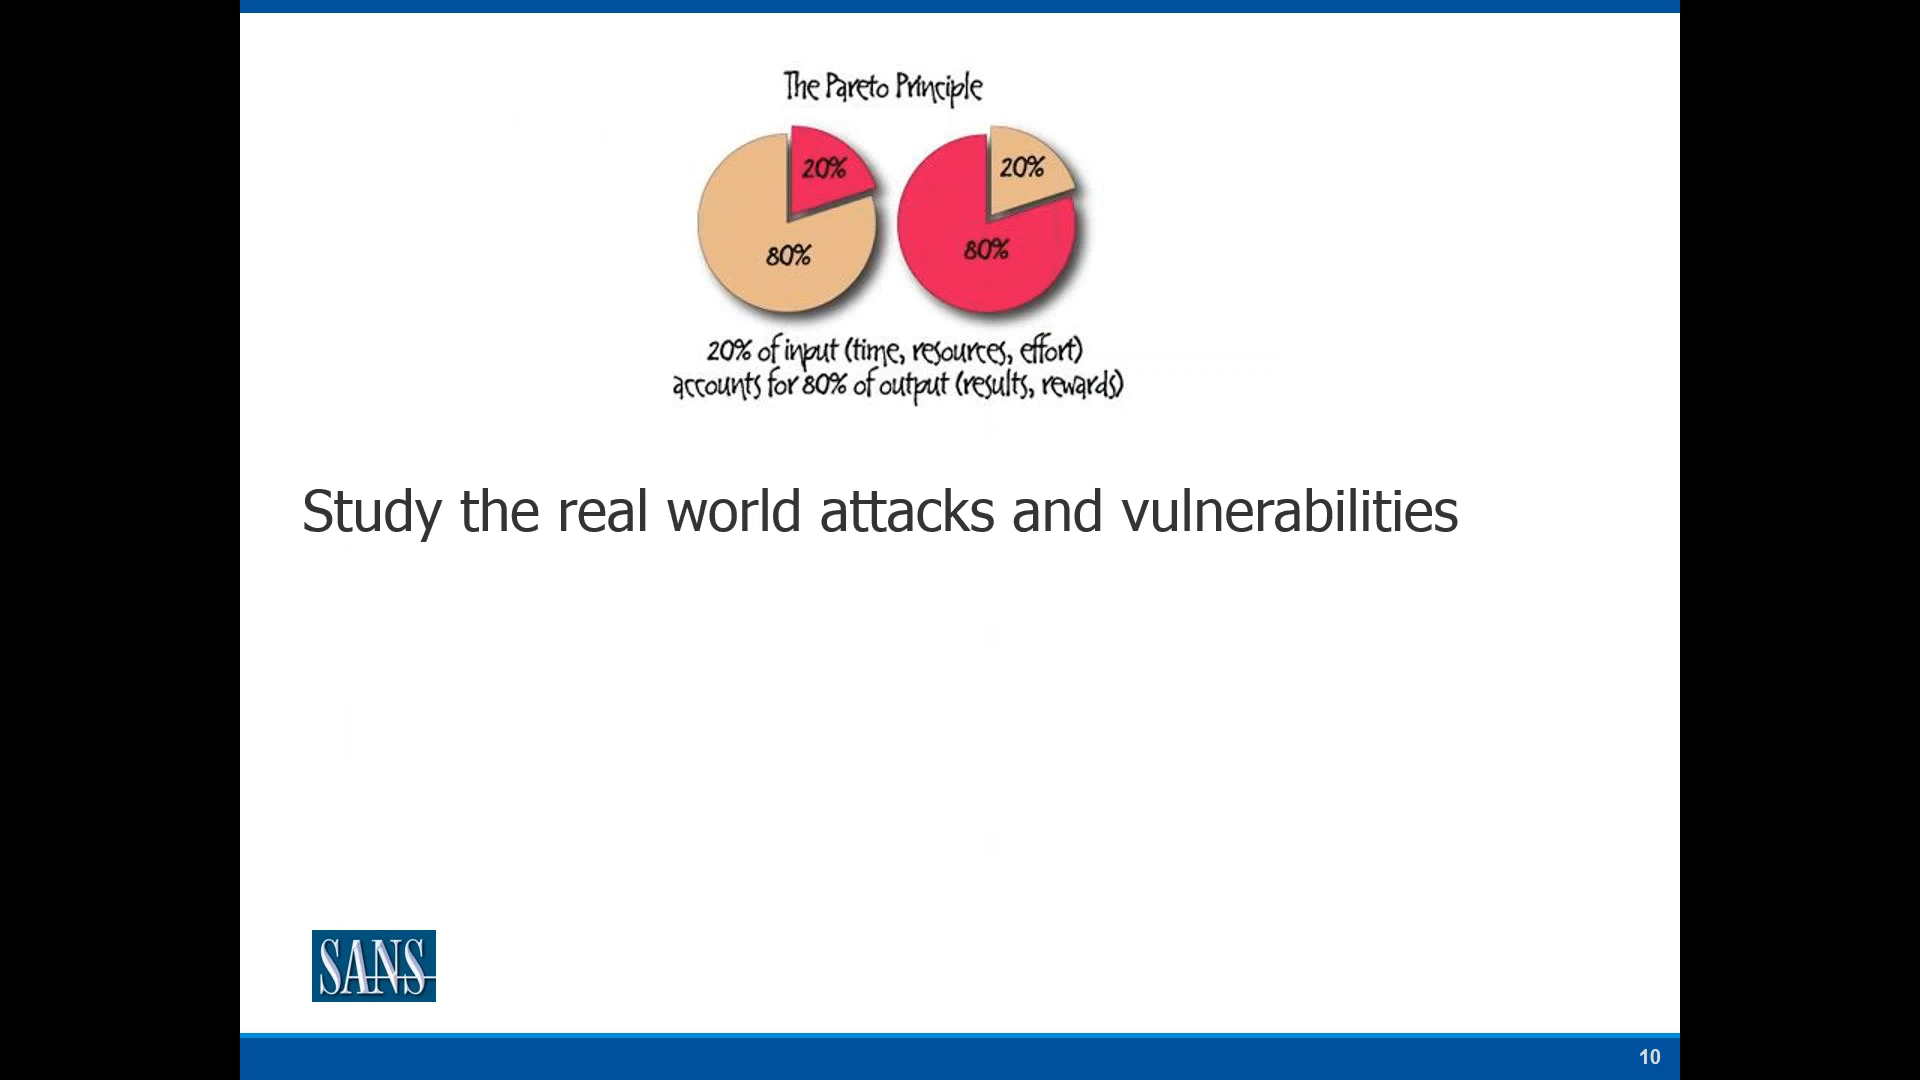 The Pareto Principle
20%
80%
20%
80%
20% of input (time, resources, effort)
accounts for 80% of output (results, rewards)
Study the real world attacks and vulnerabilities
SANS
10